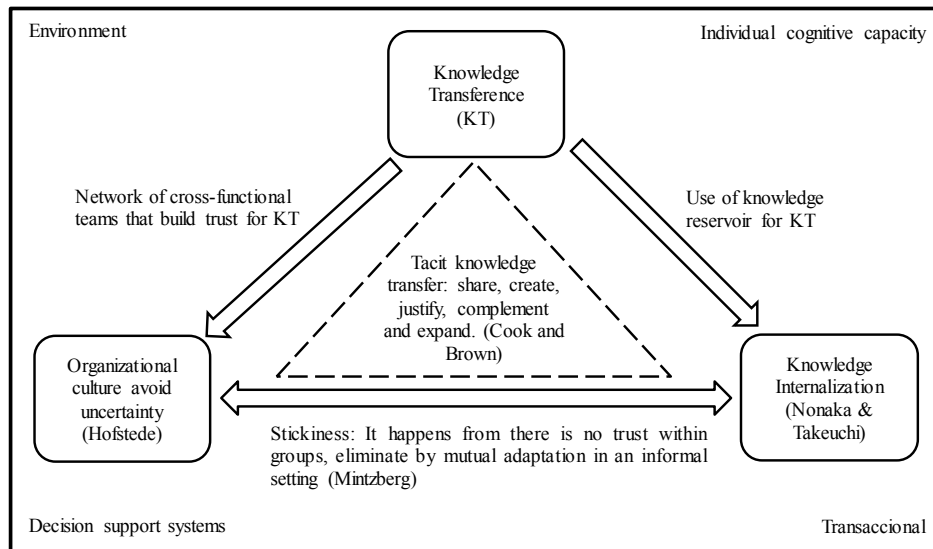 Environment
Individual cognitive capacity
Knowledge
Transference
(KT)
Network of cross-functional
teams that build trust for KT
Use of knowledge
reservoir for KT
Tacit knowledge
transfer: share, create,
justify, complement
and expand. (Cook and
Brown)
Organizational
culture avoid
uncertainty
(Hofstede)
Knowledge
Internalization
(Nonaka &
Takeuchi)
Stickiness: It happens from there is no trust within
groups, eliminate by mutual adaptation in an informal
setting (Mintzberg)
Decision support systems
Transaccional